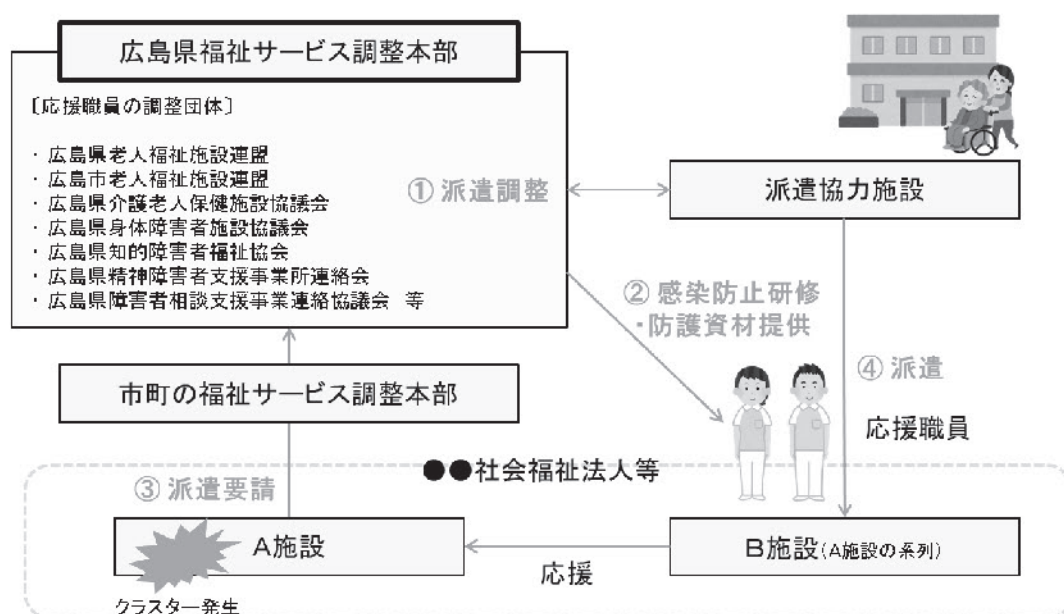 広島県福祉サービス調整本部
〔応援職員の調整団体〕
・ 広島県老人福祉施設連盟
・ 広島市老人福祉施設連盟
・ 広島県介護老人保健施設協議会
・ 広島県身体障害者施設協議会
・ 広島県知的障害者福祉協会
・ 広島県精神障害者支援事業所連絡会
・ 広島県障害者相談支援事業連絡協議会 等
① 派遣調整
派遣協力施設
② 感染防止研修
・防護資材提供
市町の福祉サービス調整本部
④ 派遣
応援職員
●●社会福祉法人等
③ 派遣要請
A施設
クラスター発生
応援
B施設(A施設の系列)